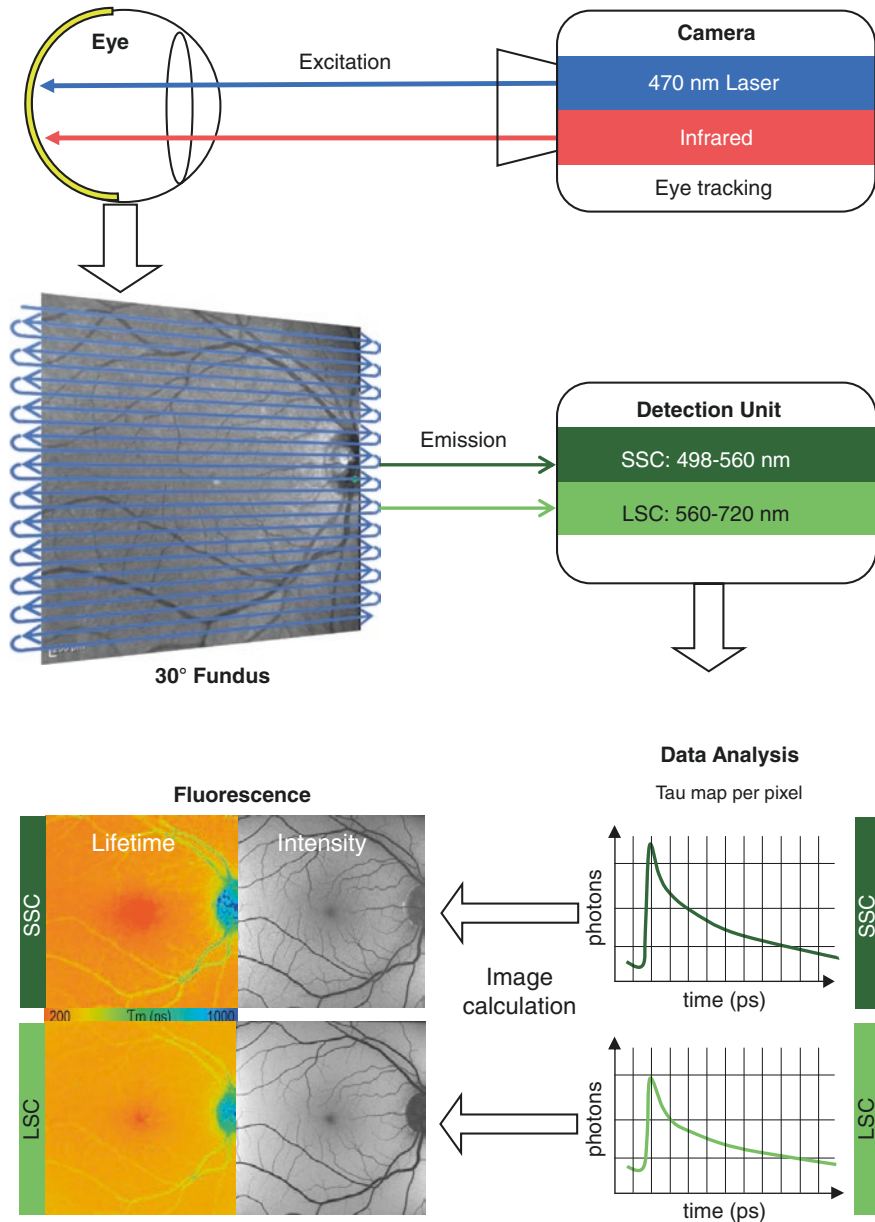 Eye
Excitation
Camera
470 nm Laser
Infrared
Eye tracking
Emission
Detection Unit
SSC: 498-560 nm
LSC: 560-720 nm
30° Fundus
Data Analysis
Tau map per pixel
Fluorescence
Lifetime
Intensity
SSC
200 Tm (ps) 1000
LSC
Image
calculation
photons
time (ps)
SSC
photons
time (ps)
LSC